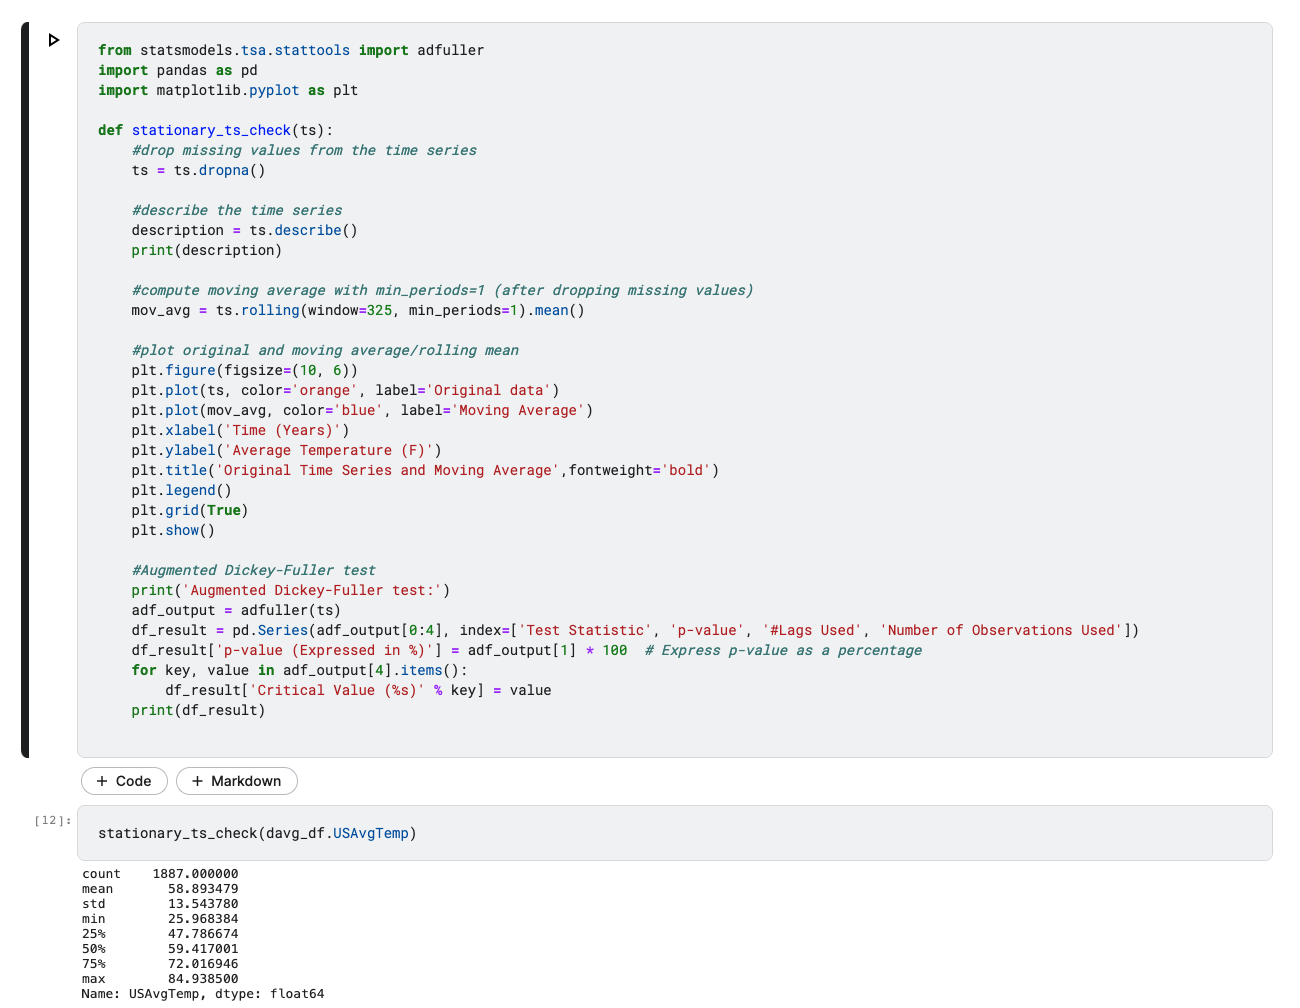 from statsmodels.tsa.stattools import adfuller
import pandas as pd
import matplotlib.pyplot as plt
def stationary_ts_check(ts):
    #drop missing values from the time series
    ts = ts.dropna()
    #describe the time series
    description = ts.describe()
    print(description)
    #compute moving average with min_periods=1 (after dropping missing values)
    mov_avg = ts.rolling(window=325, min_periods=1).mean()
    #plot original and moving average/rolling mean
    plt.figure(figsize=(10, 6))
    plt.plot(ts, color='orange', label='Original data')
    plt.plot(mov_avg, color='blue', label='Moving Average')
    plt.xlabel('Time (Years)')
    plt.ylabel('Average Temperature (F)')
    plt.title('Original Time Series and Moving Average',fontweight='bold')
    plt.legend()
    plt.grid(True)
    plt.show()
    #Augmented Dickey-Fuller test
    print('Augmented Dickey-Fuller test:')
    adf_output = adfuller(ts)
    df_result = pd.Series(adf_output[0:4], index=['Test Statistic', 'p-value', '#Lags Used', 'Number of Observations Used'])
    df_result['p-value (Expressed in %)'] = adf_output[1] * 100  # Express p-value as a percentage
    for key, value in adf_output[4].items():
        df_result['Critical Value (%s)' % key] = value
    print(df_result)
+ Code + Markdown
[12]:
stationary_ts_check(davg_df.USAvgTemp)
count 1887.000000
mean 58.893479
std 13.543780
min 25.968384
25% 47.786674
50% 59.417001
75% 72.016946
max 84.938500
Name: USAvgTemp, dtype: float64